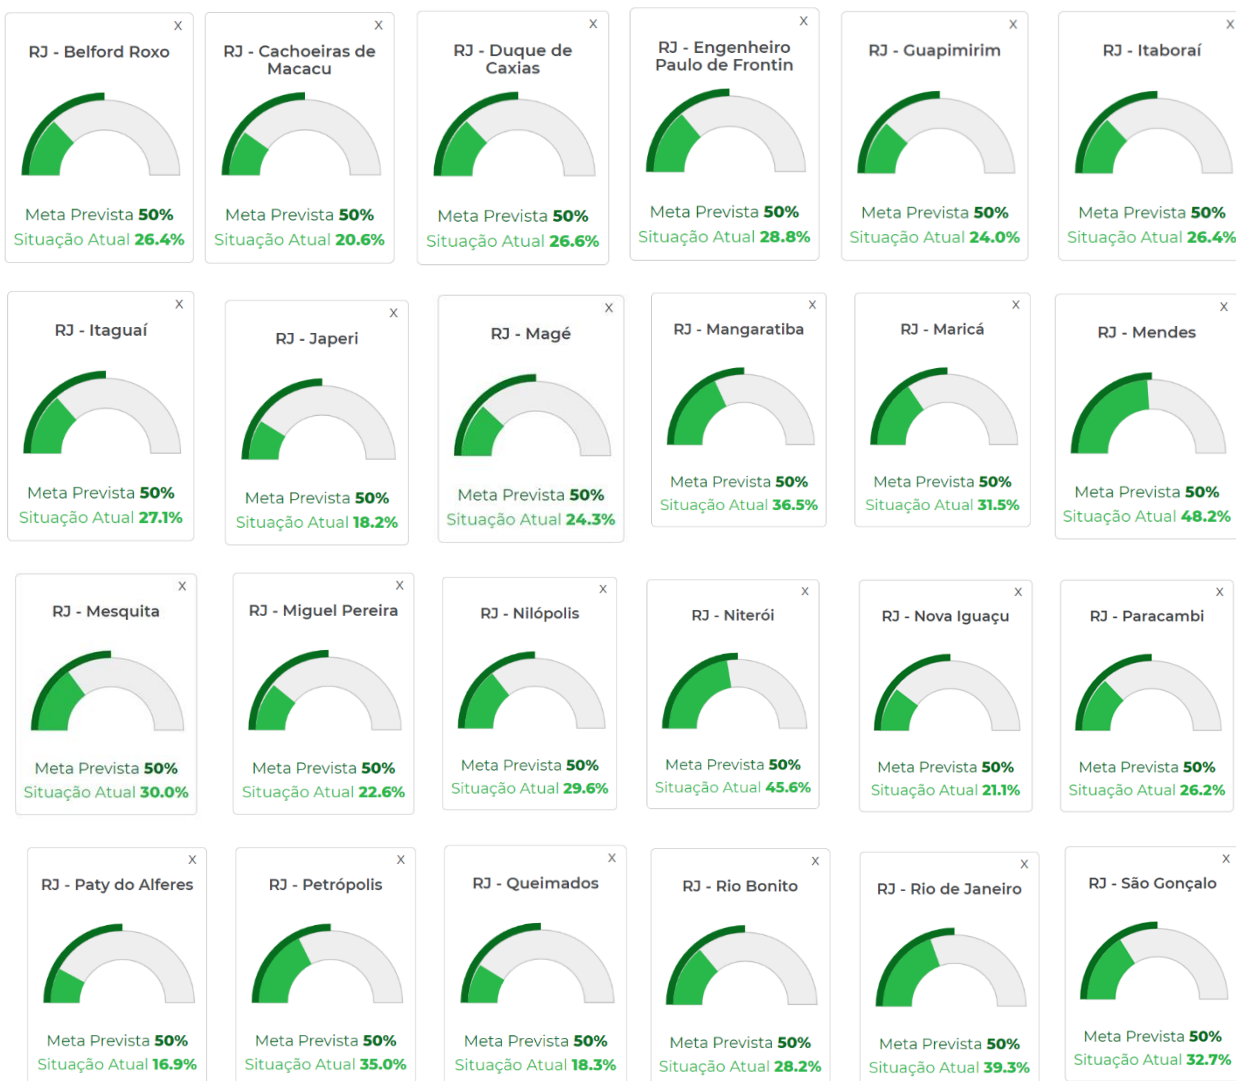 X
RJ - Belford Roxo
Meta Prevista 50%
Situação Atual 26.4%
X
RJ - Cachoeiras de
Macacu
Meta Prevista 50%
Situação Atual 20.6%
X
RJ - Duque de
Caxias
Meta Prevista 50%
Situação Atual 26.6%
X
RJ - Engenheiro
Paulo de Frontin
Meta Prevista 50%
Situação Atual 28.8%
X
RJ - Guapimirim
Meta Prevista 50%
Situação Atual 24.0%
X
RJ - Itaboraí
Meta Prevista 50%
Situação Atual 26.4%
X
RJ - Itaguaí
Meta Prevista 50%
Situação Atual 27.1%
X
RJ - Japeri
Meta Prevista 50%
Situação Atual 18.2%
X
RJ - Magé
Meta Prevista 50%
Situação Atual 24.3%
X
RJ - Mangaratiba
Meta Prevista 50%
Situação Atual 36.5%
X
RJ - Maricá
Meta Prevista 50%
Situação Atual 31.5%
X
RJ - Mendes
Meta Prevista 50%
Situação Atual 48.2%
X
RJ - Mesquita
Meta Prevista 50%
Situação Atual 30.0%
X
RJ - Miguel Pereira
Meta Prevista 50%
Situação Atual 22.6%
X
RJ - Nilópolis
Meta Prevista 50%
Situação Atual 29.6%
X
RJ - Niterói
Meta Prevista 50%
Situação Atual 45.6%
X
RJ - Nova Iguaçu
Meta Prevista 50%
Situação Atual 21.1%
X
RJ - Paracambi
Meta Prevista 50%
Situação Atual 26.2%
X
RJ - Paty do Alferes
Meta Prevista 50%
Situação Atual 16.9%
X
RJ - Petrópolis
Meta Prevista 50%
Situação Atual 35.0%
X
RJ - Queimados
Meta Prevista 50%
Situação Atual 18.3%
X
RJ - Rio Bonito
Meta Prevista 50%
Situação Atual 28.2%
X
RJ - Rio de Janeiro
Meta Prevista 50%
Situação Atual 39.3%
X
RJ - São Gonçalo
Meta Prevista 50%
Situação Atual 32.7%